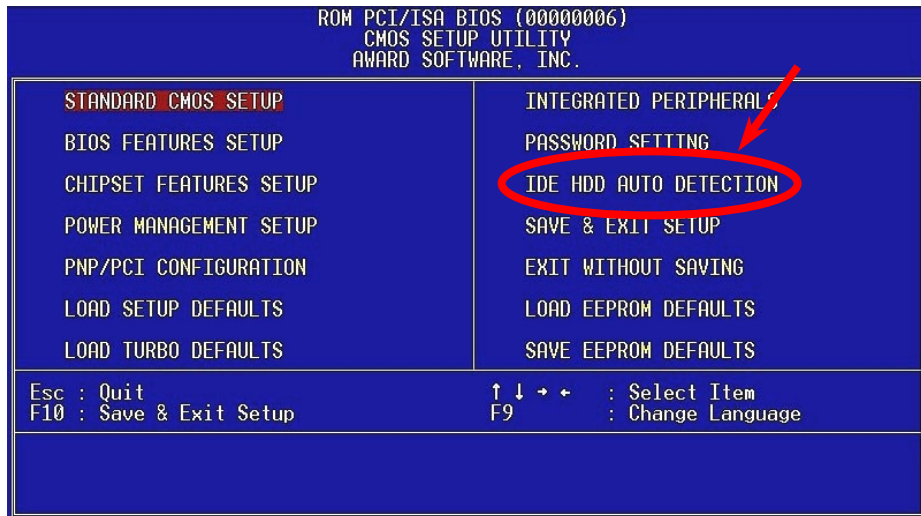 ROM PCI/ISA BIOS (00000006)
CMOS SETUP UTILITY
AWARD SOFTWARE, INC.
STANDARD CMOS SETUP
BIOS FEATURES SETUP
CHIPSET FEATURES SETUP
POWER MANAGEMENT SETUP
PNP/PCI CONFIGURATION
LOAD SETUP DEFAULTS
LOAD TURBO DEFAULTS
INTEGRATED PERIPHERALS
PASSWORD SETTING
IDE HDD AUTO DETECTION
SAVE & EXIT SETUP
EXIT WITHOUT SAVING
LOAD EEPROM DEFAULTS
SAVE EEPROM DEFAULTS
Esc : Quit
F10 : Save & Exit Setup
↑ ↓ → ← : Select Item
F9 : Change Language